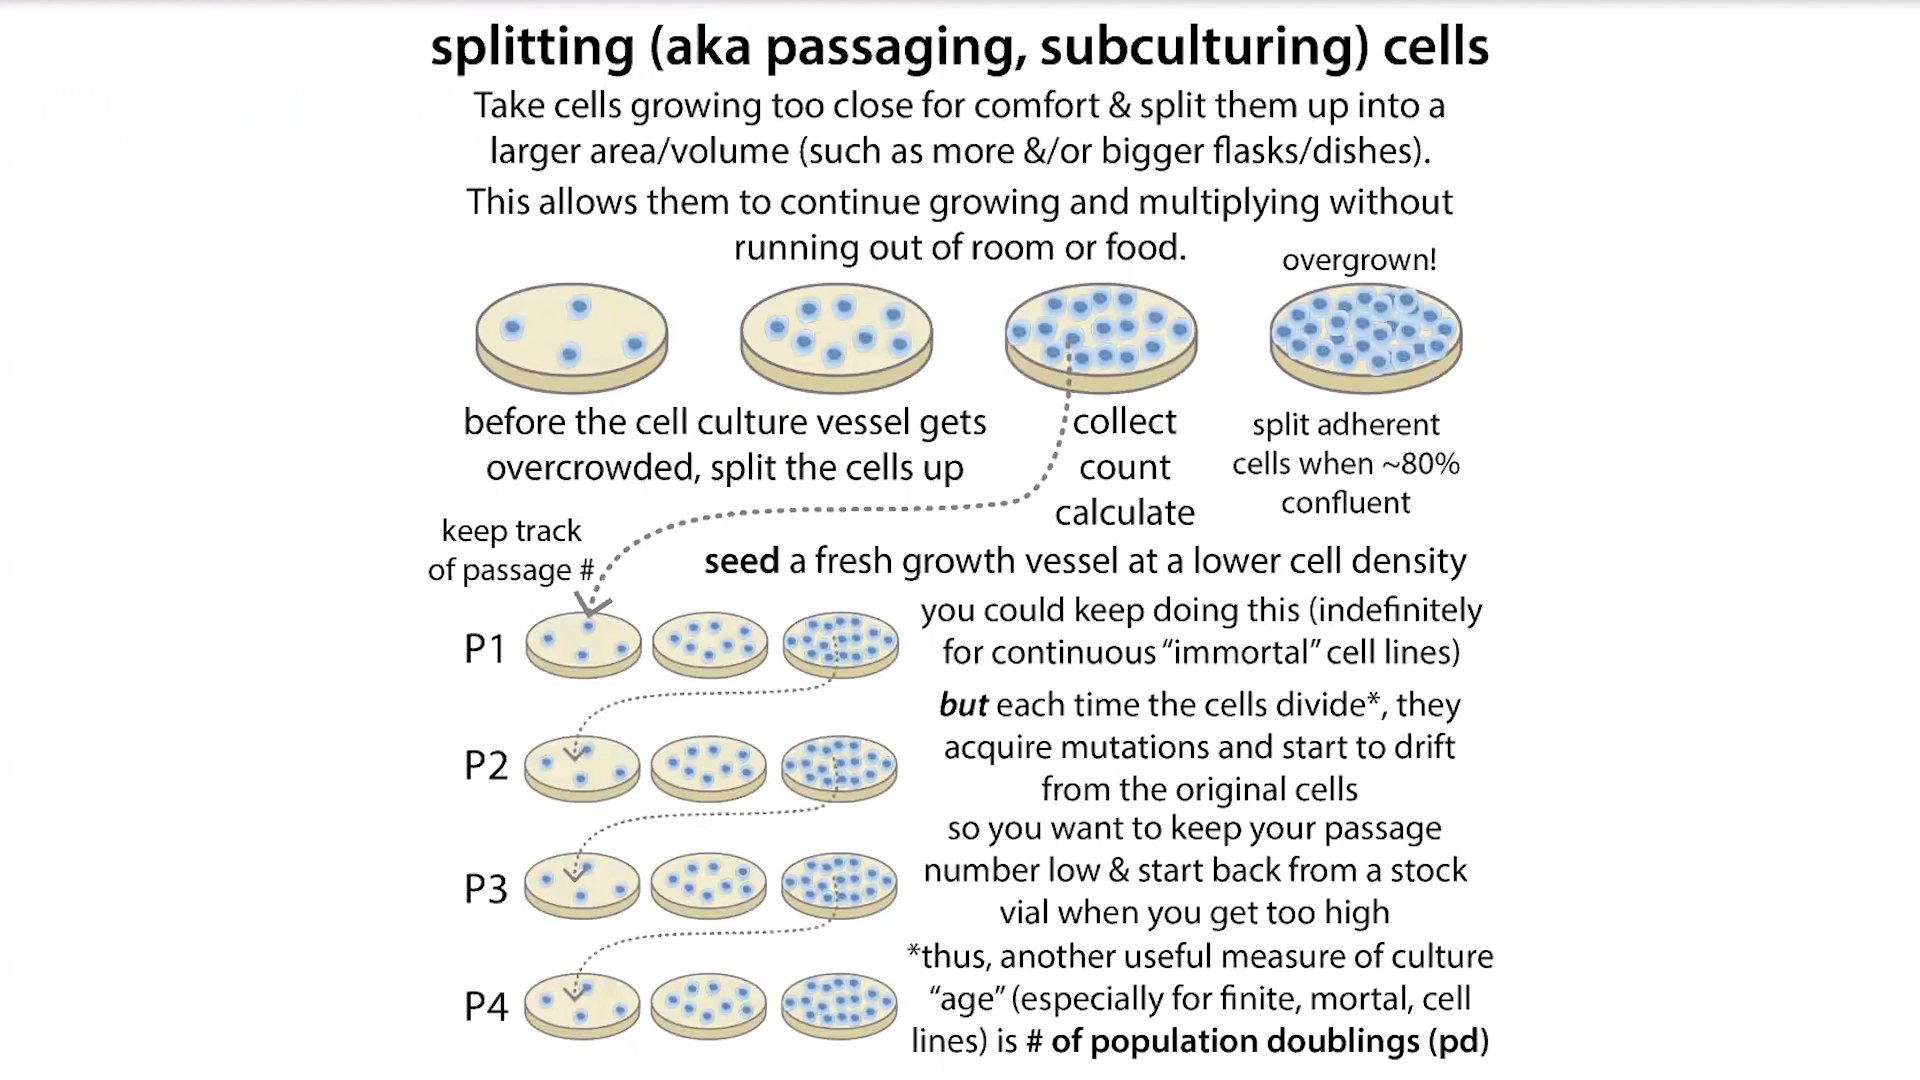 splitting (aka passaging, subculturing) cells
Take cells growing too close for comfort & split them up into a
larger area/volume (such as more &/or bigger flasks/dishes).
This allows them to continue growing and multiplying without
running out of room or food.
overgrown!
before the cell culture vessel gets
overcrowded, split the cells up
collect
count
calculate
split adherent
cells when ~80%
confluent
keep track
of passage #
seed a fresh growth vessel at a lower cell density
P1
you could keep doing this (indefinitely
for continuous “immortal” cell lines)
but each time the cells divide*, they
acquire mutations and start to drift
from the original cells
P2
so you want to keep your passage
number low & start back from a stock
vial when you get too high
P3
*thus, another useful measure of culture
“age” (especially for finite, mortal, cell
lines) is # of population doublings (pd)
P4